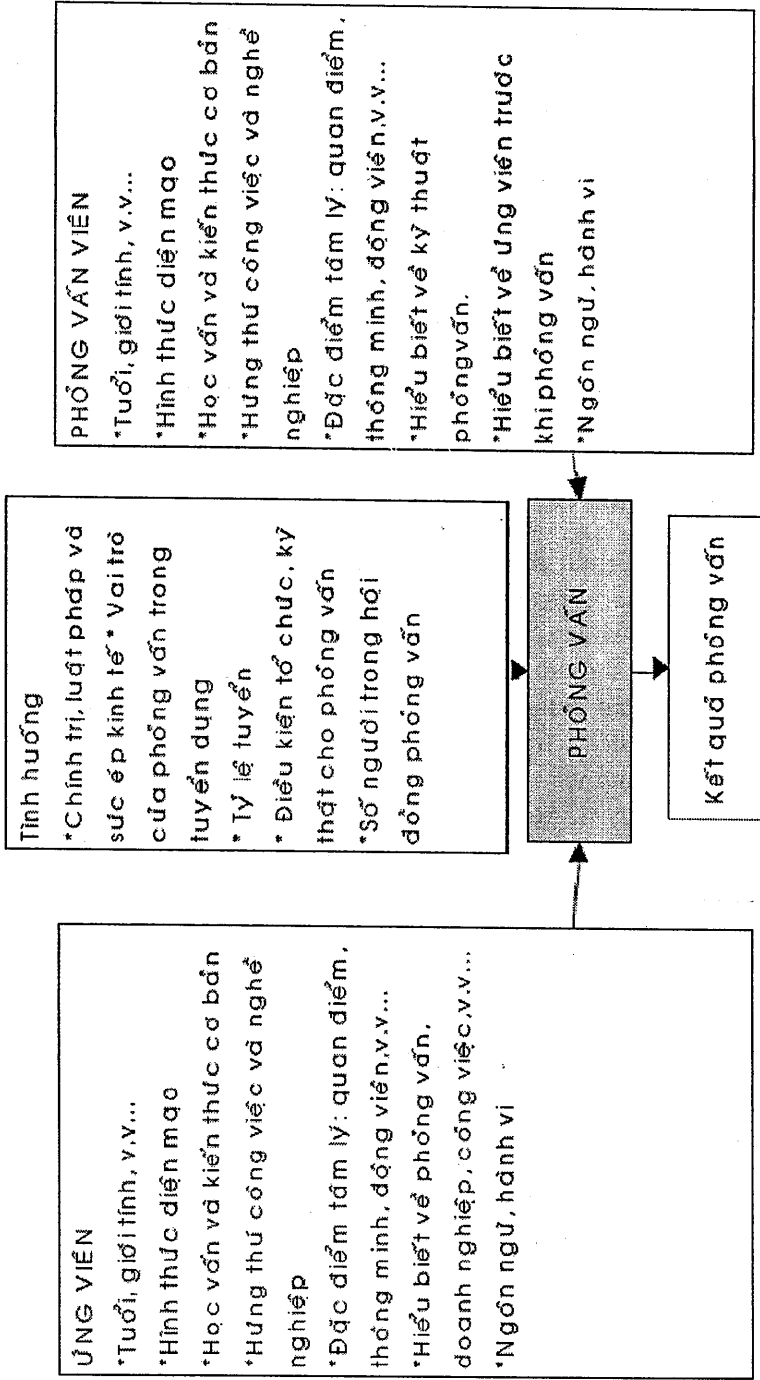 ỨNG VIÊN
*Tuổi, giới tính, v.v...
*Hình thức diện mạo
*Học vấn và kiến thức cơ bản
*Hứng thú công việc và nghề
nghiệp
*Đặc điểm tâm lý: quan điểm,
thông minh, động viên,v.v...
*Hiểu biết về phỏng vấn,
doanh nghiệp,công việc,v.v...
*Ngôn ngữ, hành vi
Tình huống
*Chính trị,luật pháp và
sức ép kinh tế * Vai trò
của phỏng vấn trong
tuyển dụng
* Tỷ lệ tuyển
* Điều kiện tổ chức, kỹ
thật cho phỏng vấn
*Số người trong hội
đồng phỏng vấn
PHỎNG VẤN VIÊN
*Tuổi, giới tính, v.v...
*Hình thức diện mạo
*Học vấn và kiến thức cơ bản
*Hứng thú công việc và nghề
nghiệp
*Đặc điểm tâm lý: quan điểm,
thông minh, động viên,v.v...
*Hiểu biết về kỹ thuật
phỏngvấn.
*Hiểu biết về ứng viên trước
khi phỏng vấn
*Ngôn ngữ, hành vi
PHỎNG VẤN
Kết quả phỏng vấn